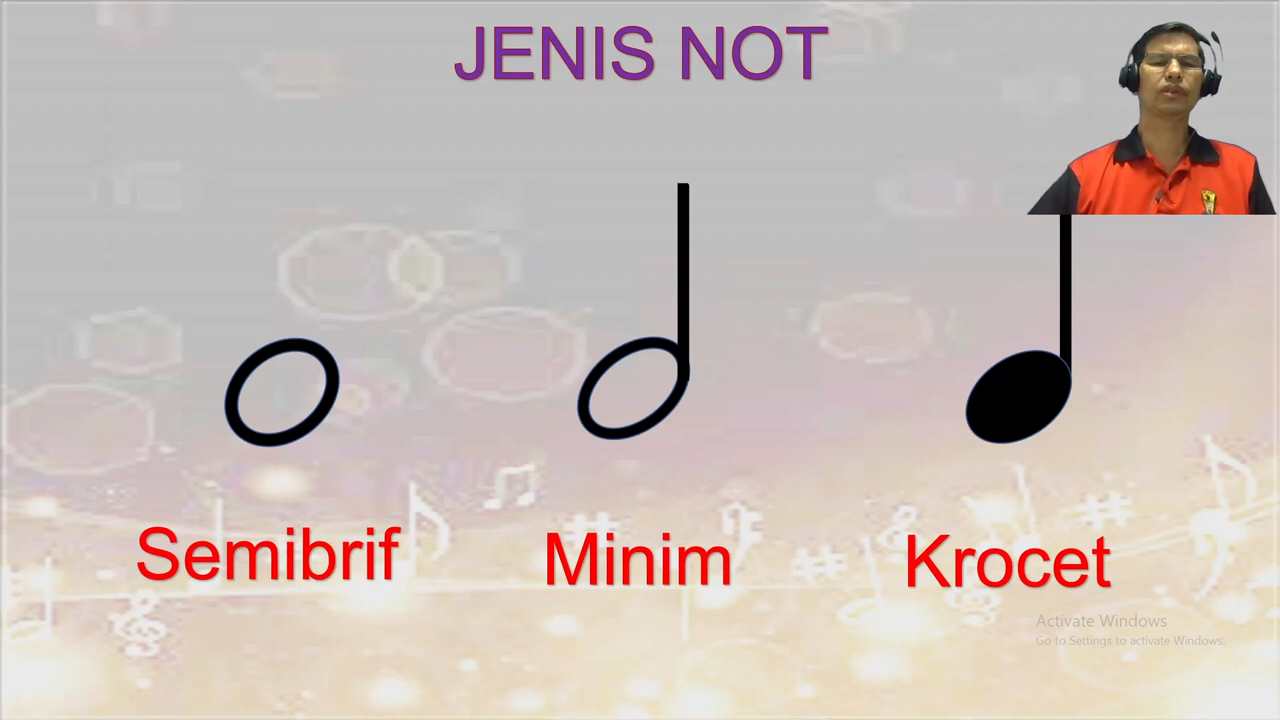 JENIS NOT
Semibrif
Minim
Krocet
Activate Windows
Go to Settings to activate Windows.